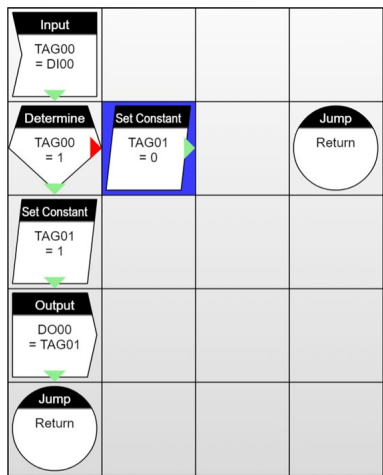 Input
TAG00
= DI00
Determine
TAG00
= 1
Set Constant
TAG01
= 0
Jump
Return
Set Constant
TAG01
= 1
Output
DO00
= TAG01
Jump
Return